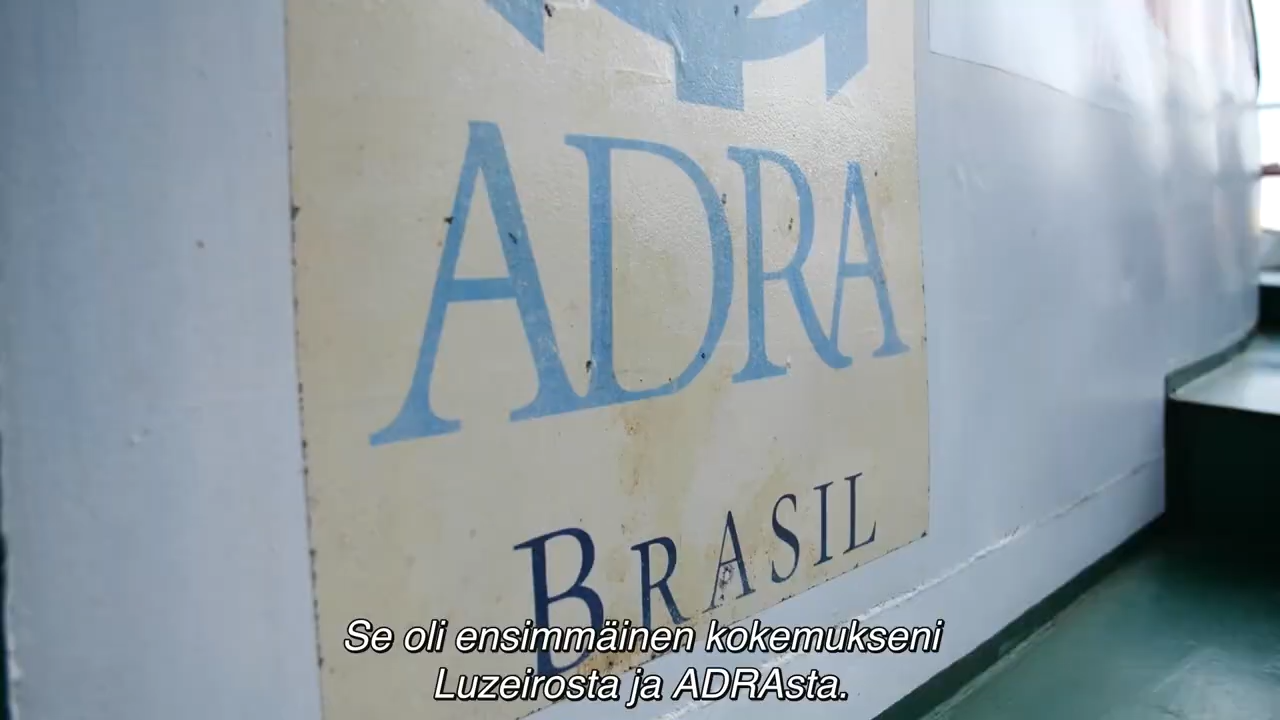 ADRA
BRASIL
Se oli ensimmäinen kokemukseni
Luzeirosta ja ADRAsta.